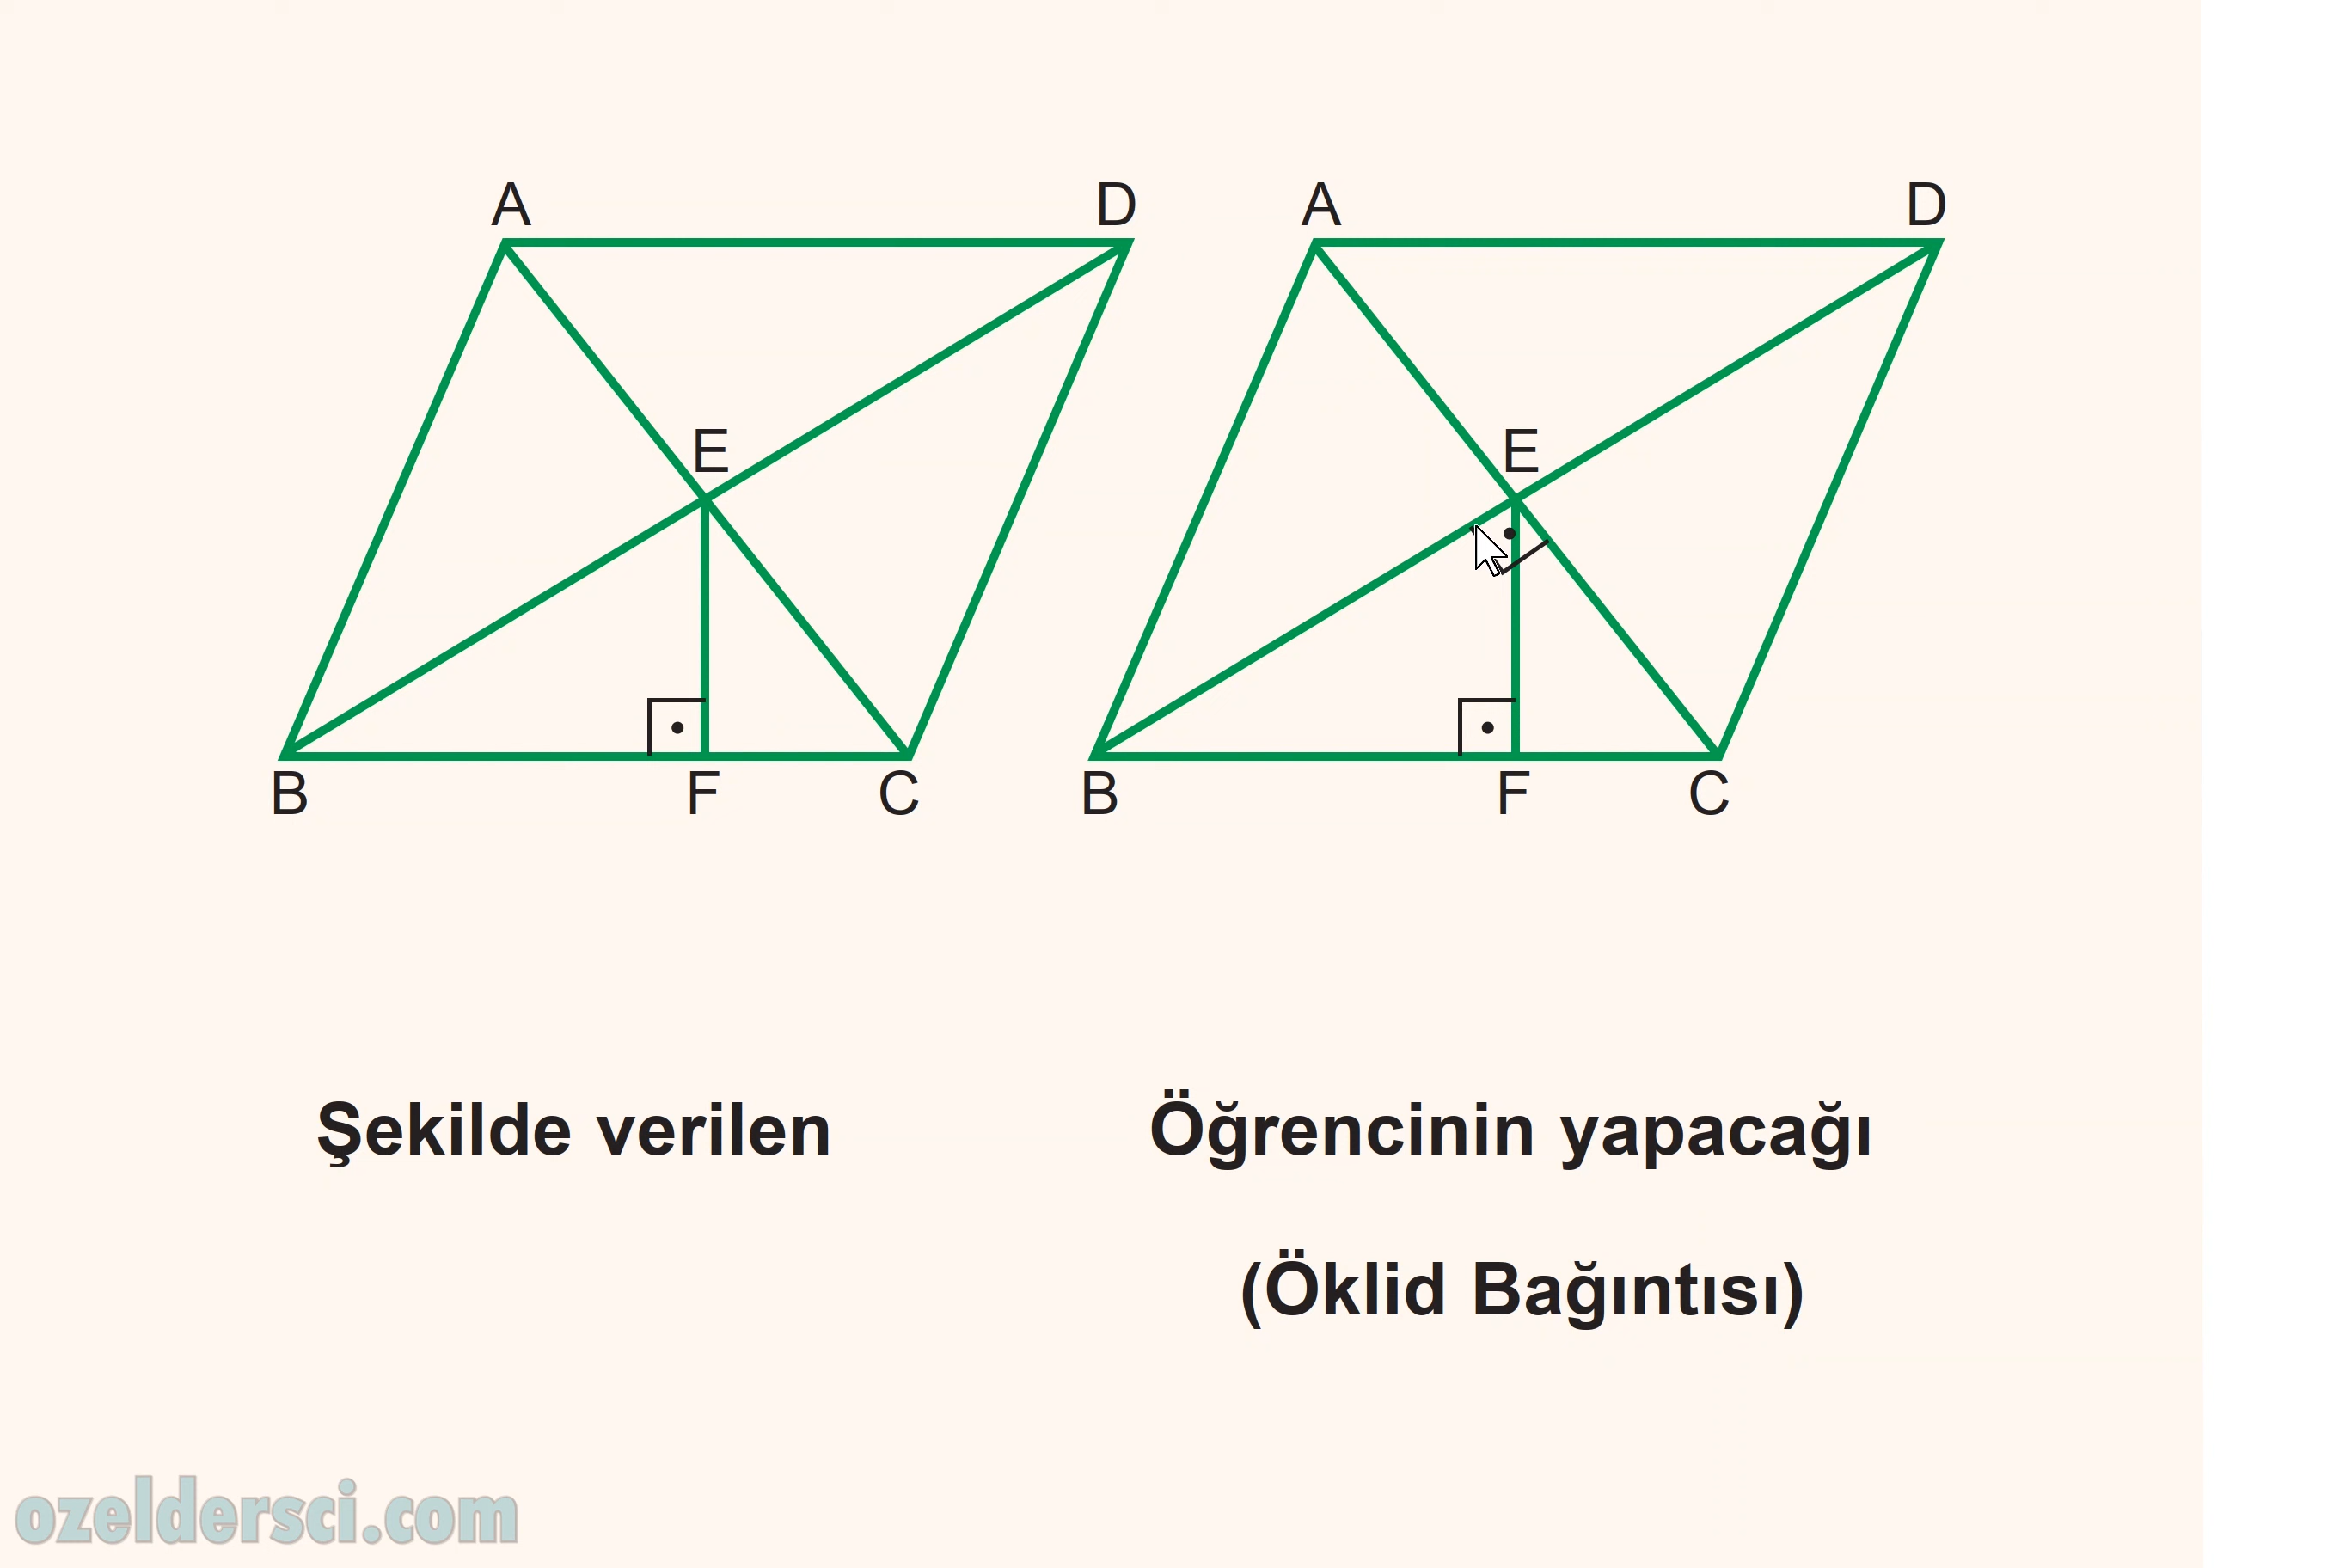 A D A D
E E
B F C B F C
Şekilde verilen Öğrencinin yapacağı
(Öklid Bağıntısı)
ozeldersci.com